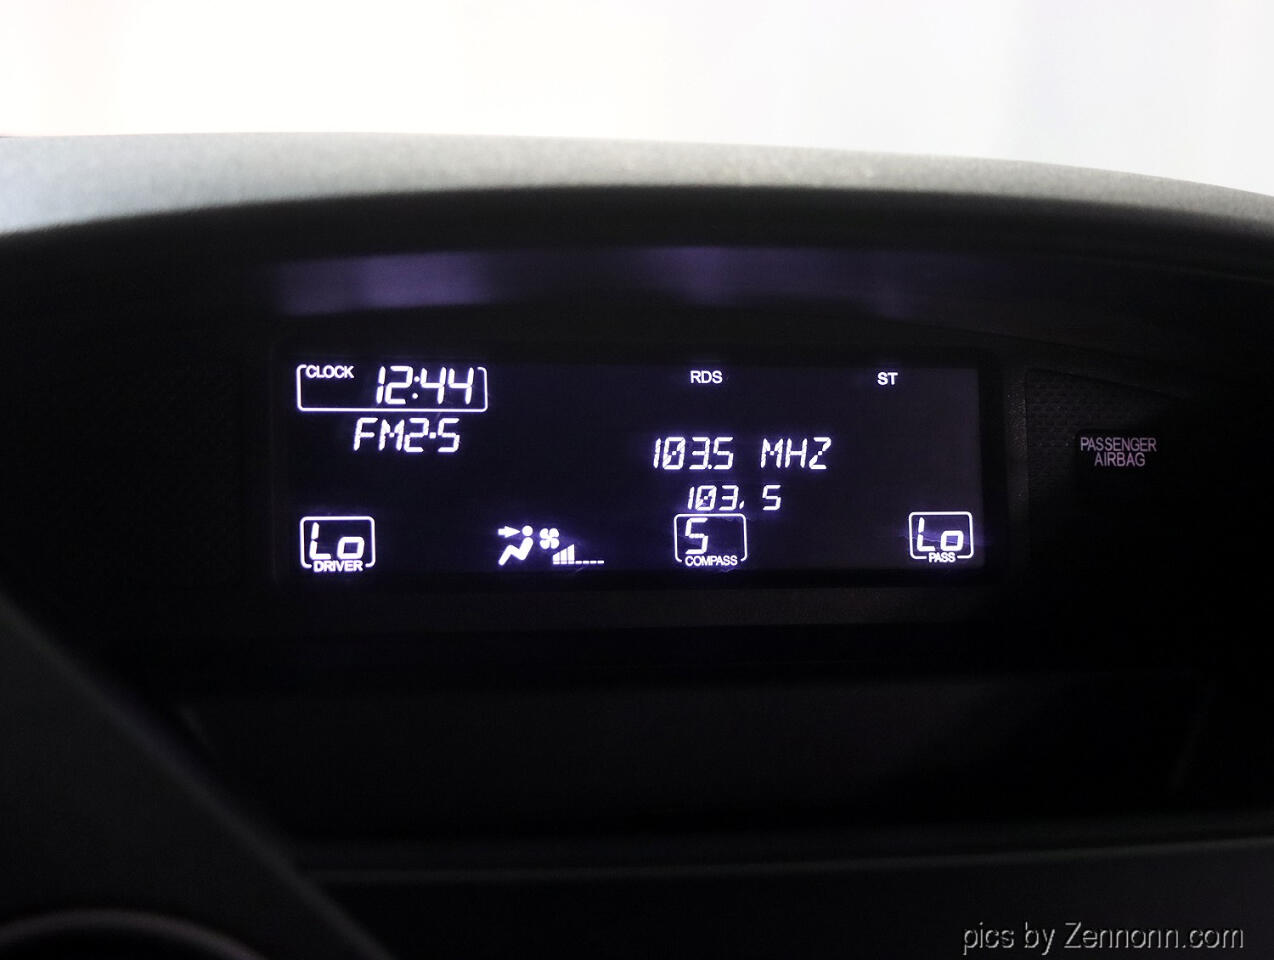 CLOCK 12:44
RDS
ST
FM2-5
103.5 MHZ
PASSENGER
AIRBAG
103.5
Lo
DRIVER
S
COMPASS
Lo
PASS
pics by Zennonn.com